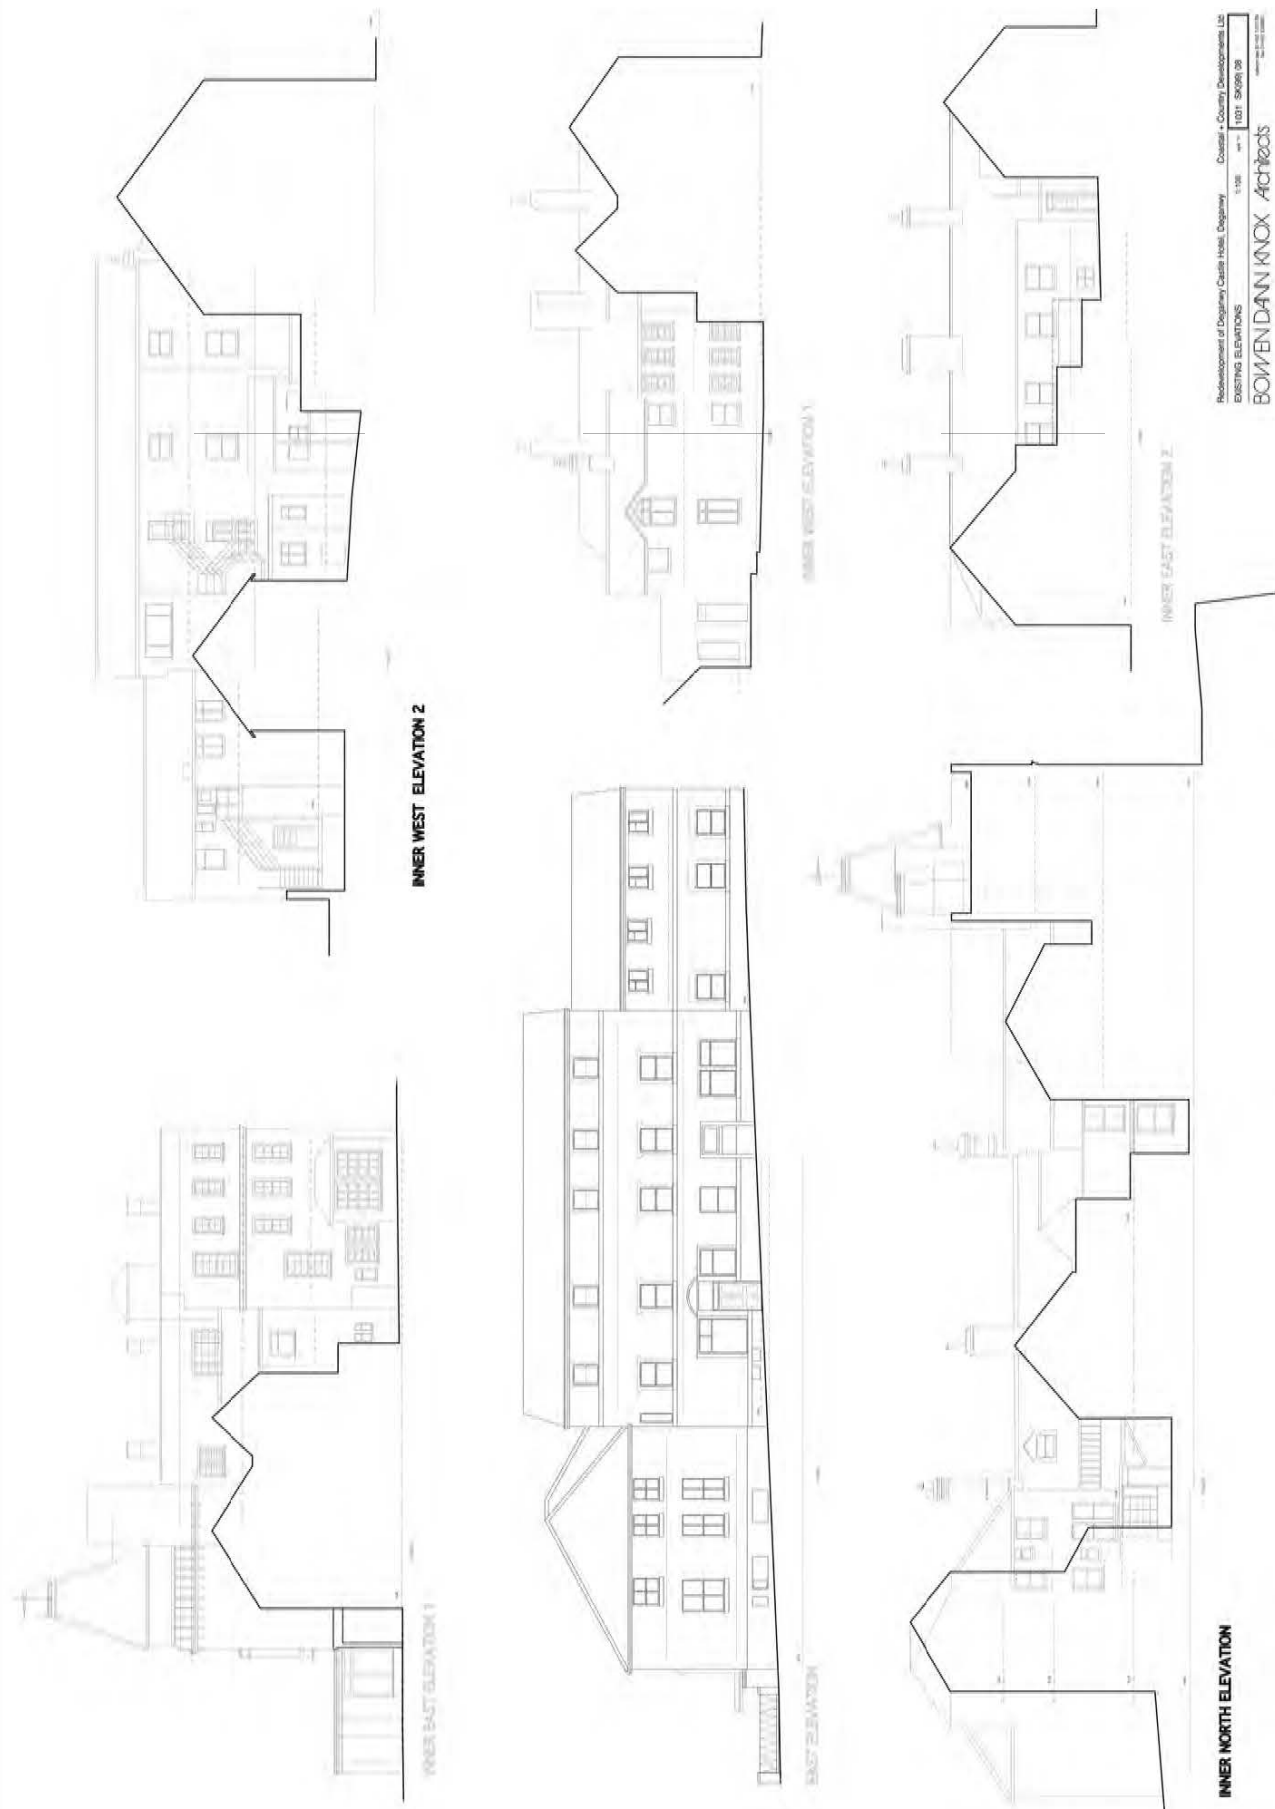 INNER EAST ELEVATION 1
INNER WEST ELEVATION 2
EAST ELEVATION
INNER WEST ELEVATION 1
INNER NORTH ELEVATION
INNER EAST ELEVATION 2
Redevelopment of Deganwy Castle Hotel, Deganwy Coastal + Country Developments Ltd
EXISTING ELEVATIONS 1:100 1031 SK(99) 08
BOWEN DANN KNOX Architects